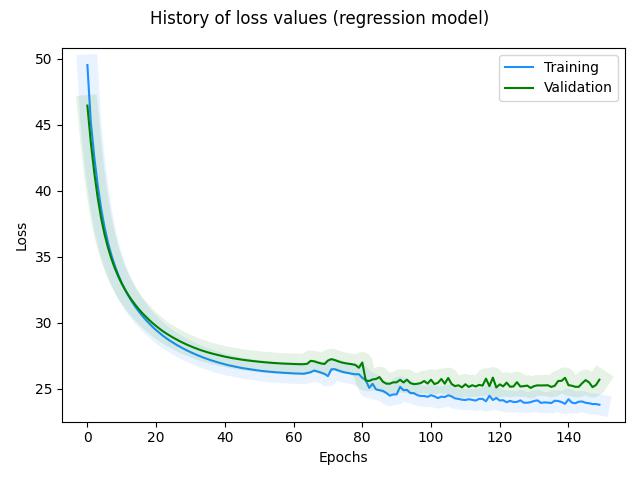 History of loss values (regression model)
Training
Validation
50
45
40
35
30
25
Loss
0 20 40 60 80 100 120 140
Epochs